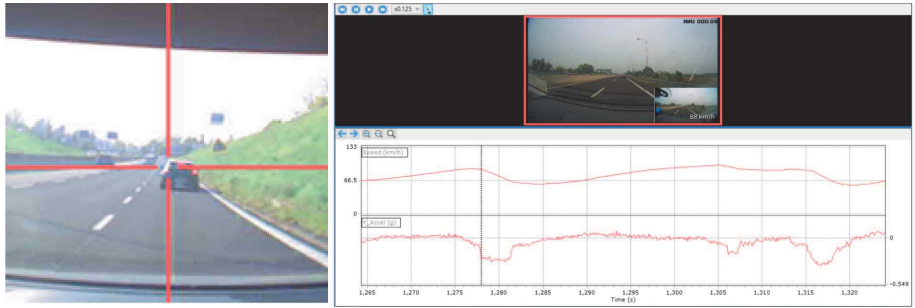 x0.125
IMU 000.04
88 km/h
133
Speed (km/h)
66.5
0
Y_Accel (g)
0
-0.549
1,265 1,270 1,275 1,280 1,285 1,290 1,295 1,300 1,305 1,310 1,315 1,320
Time (s)